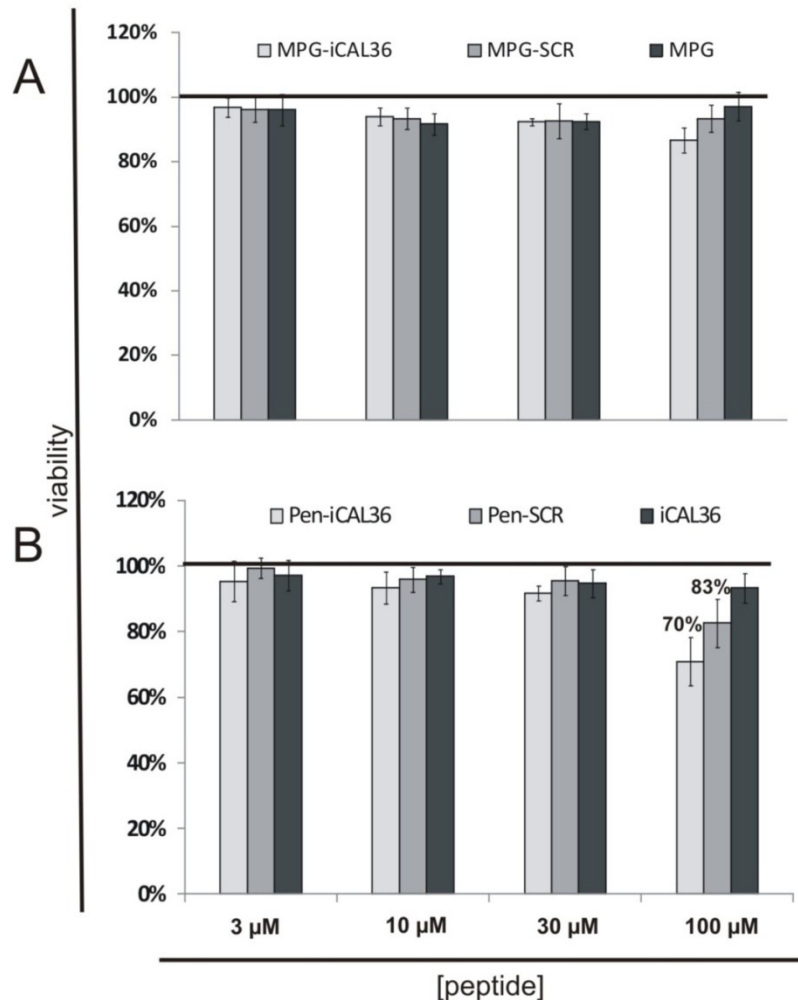 A
120%
MPG-iCAL36 MPG-SCR MPG
100%
80%
60%
40%
20%
0%
viability
B
120%
Pen-iCAL36 Pen-SCR iCAL36
100%
83%
80%
70%
60%
40%
20%
0%
3 µM 10 µM 30 µM 100 µM
[peptide]